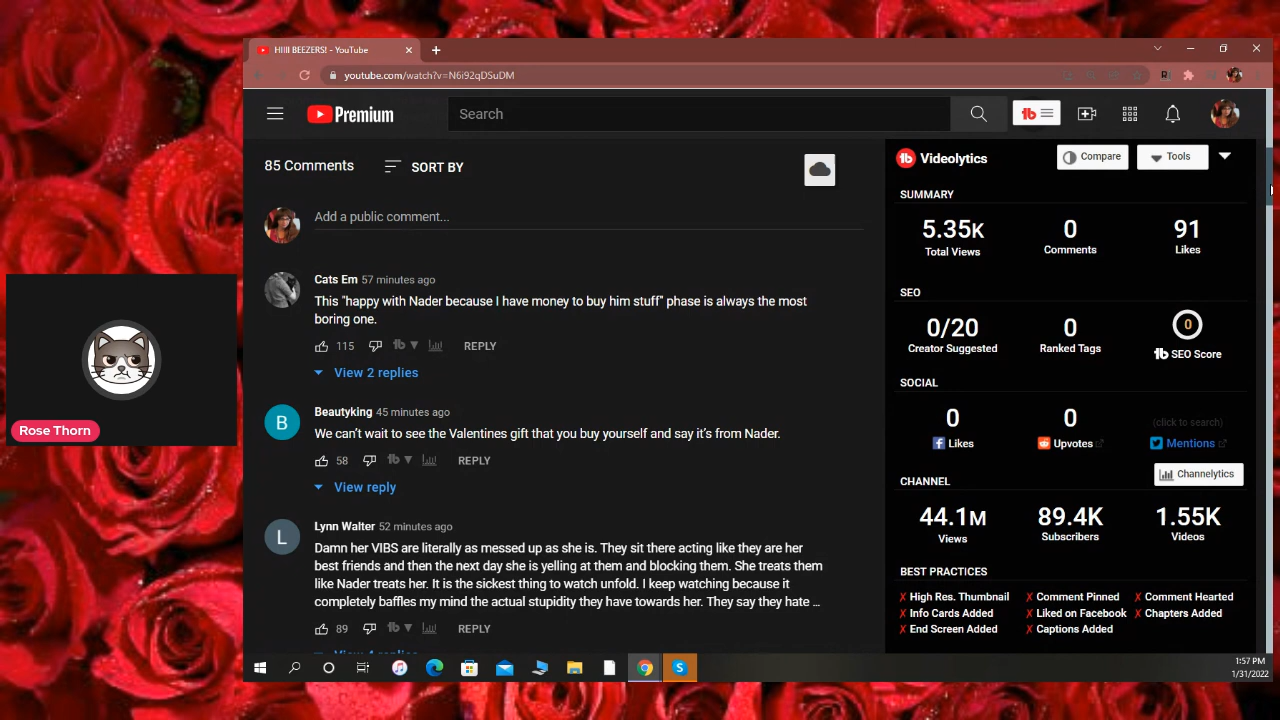 HIIII BEEZERS! - YouTube
youtube.com/watch?v=N6i92qDSuDM
Premium
Search
85 Comments
SORT BY
Add a public comment...
Cats Em 57 minutes ago
This "happy with Nader because I have money to buy him stuff" phase is always the most
boring one.
115
REPLY
View 2 replies
B
Beautyking 45 minutes ago
We can't wait to see the Valentines gift that you buy yourself and say it's from Nader.
58
REPLY
View reply
L
Lynn Walter 52 minutes ago
Damn her VIBS are literally as messed up as she is. They sit there acting like they are her
best friends and then the next day she is yelling at them and blocking them. She treats them
like Nader treats her. It is the sickest thing to watch unfold. I keep watching because it
completely baffles my mind the actual stupidity they have towards her. They say they hate ...
89
REPLY
View 4 replies
Videolytics
Compare
Tools
SUMMARY
5.35K 0 91
Total Views Comments Likes
SEO
0/20 0 0
Creator Suggested Ranked Tags SEO Score
SOCIAL
0 0 (click to search)
Likes Upvotes Mentions
CHANNEL
Channelytics
44.1M 89.4K 1.55K
Views Subscribers Videos
BEST PRACTICES
✗ High Res. Thumbnail ✗ Comment Pinned ✗ Comment Hearted
✗ Info Cards Added ✗ Liked on Facebook ✗ Chapters Added
✗ End Screen Added ✗ Captions Added
Rose Thorn
1:57 PM
1/31/2022